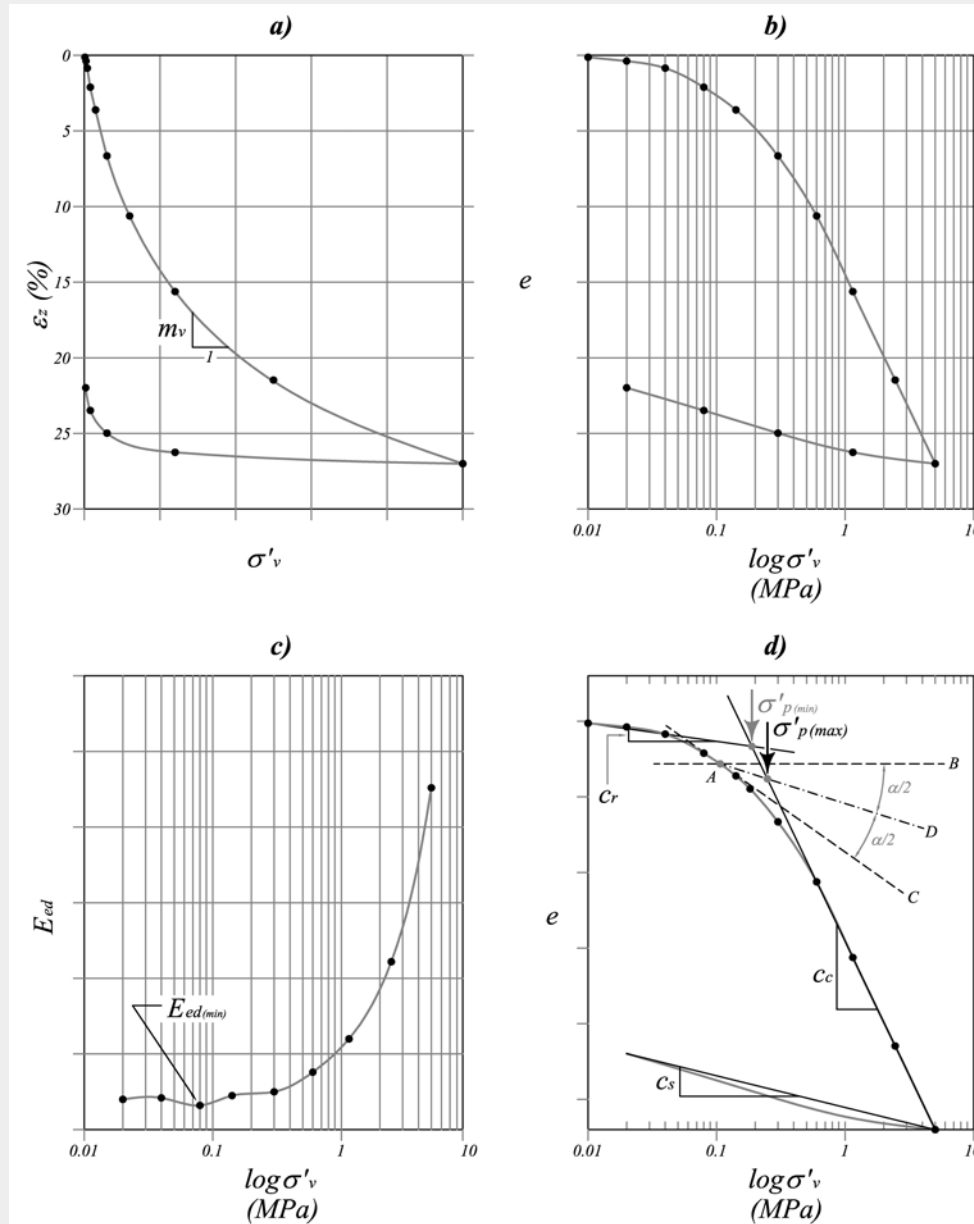 a)
0
5
10
15
20
25
30
εz (%)
mv
1
σ'v
b)
e
0.01
0.1
1
10
log σ'v
(MPa)
c)
Eed
Eed(min)
0.01
0.1
1
10
log σ'v
(MPa)
d)
σ'p (min)
σ'p (max)
A
B
cr
α/2
D
α/2
C
e
cc
cs
0.01
0.1
1
10
log σ'v
(MPa)